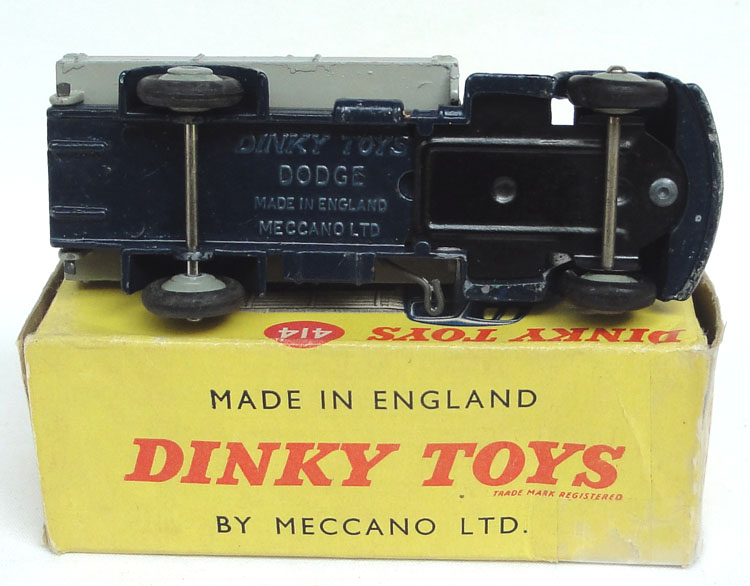 DINKY TOYS
DODGE
MADE IN ENGLAND
MECCANO LTD
414 DINKY TOYS
MADE IN ENGLAND
DINKY TOYS
TRADE MARK REGISTERED
BY MECCANO LTD.